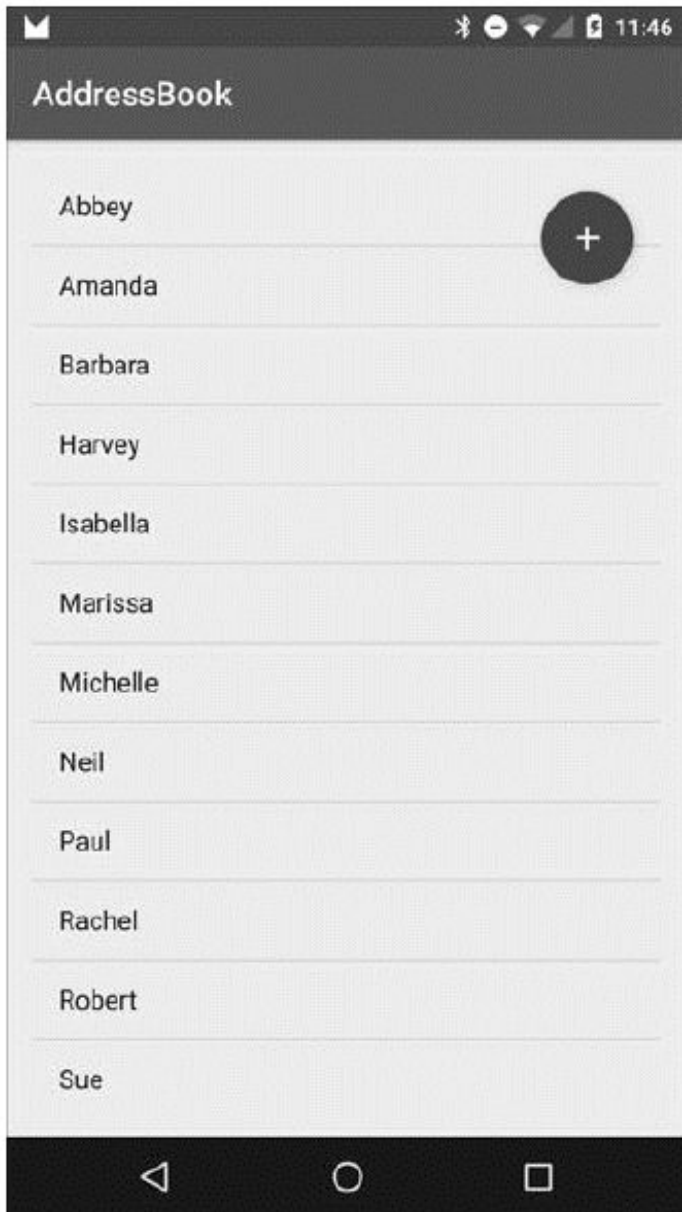 11:46
AddressBook
Abbey
+
Amanda
Barbara
Harvey
Isabella
Marissa
Michelle
Neil
Paul
Rachel
Robert
Sue